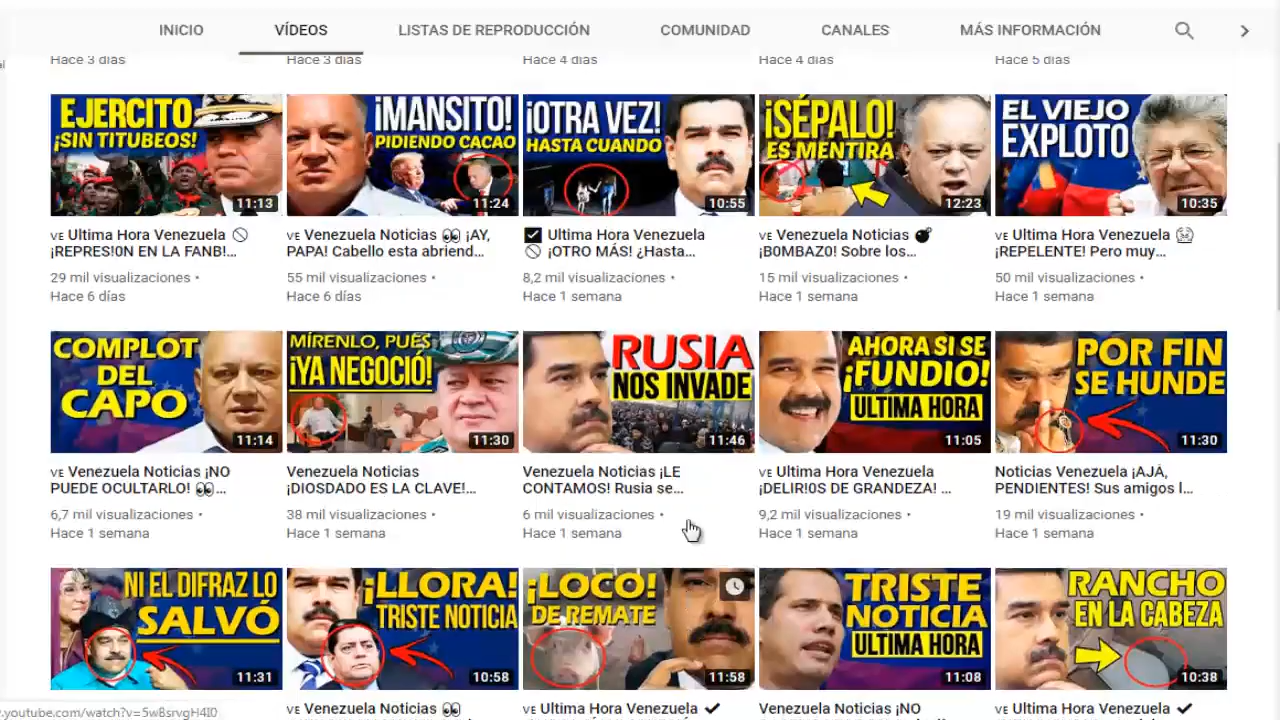 INICIO
VÍDEOS
LISTAS DE REPRODUCCIÓN
COMUNIDAD
CANALES
MÁS INFORMACIÓN
Hace 3 días
Hace 3 días
Hace 4 días
Hace 4 días
Hace 5 días
EJERCITO
¡SIN TITUBEOS!
11:13
¡MANSITO!
PIDIENDO CACAO
11:24
¡OTRA VEZ!
HASTA CUANDO
10:55
¡SÉPALO!
ES MENTIRA
12:23
EL VIEJO
EXPLOTO
10:35
VE Ultima Hora Venezuela 🚫
¡REPRES!0N EN LA FANB!...
29 mil visualizaciones •
Hace 6 días
VE Venezuela Noticias 👀 ¡AY,
PAPA! Cabello esta abriend...
55 mil visualizaciones •
Hace 6 días
☑ Ultima Hora Venezuela
🚫 ¡OTRO MÁS! ¿Hasta...
8,2 mil visualizaciones •
Hace 1 semana
VE Venezuela Noticias 💣
¡B0MBAZ0! Sobre los...
15 mil visualizaciones •
Hace 1 semana
VE Ultima Hora Venezuela
¡REPELENTE! Pero muy...
50 mil visualizaciones •
Hace 1 semana
COMPLOT
DEL
CAPO
11:14
MÍRENLO, PUES
¡YA NEGOCIÓ!
11:30
RUSIA
NOS INVADE
11:46
AHORA SI SE
¡FUNDIO!
ULTIMA HORA
11:05
POR FIN
SE HUNDE
11:30
VE Venezuela Noticias ¡NO
PUEDE OCULTARLO! 👀...
6,7 mil visualizaciones •
Hace 1 semana
Venezuela Noticias
¡DIOSDADO ES LA CLAVE!...
38 mil visualizaciones •
Hace 1 semana
Venezuela Noticias ¡LE
CONTAMOS! Rusia se...
6 mil visualizaciones •
Hace 1 semana
VE Ultima Hora Venezuela
¡DELIR!0S DE GRANDEZA! ...
9,2 mil visualizaciones •
Hace 1 semana
Noticias Venezuela ¡AJÁ,
PENDIENTES! Sus amigos l...
19 mil visualizaciones •
Hace 1 semana
NI EL DIFRAZ LO
SALVÓ
11:31
¡LLORA!
TRISTE NOTICIA
10:58
¡LOCO!
DE REMATE
11:58
TRISTE
NOTICIA
ULTIMA HORA
11:08
RANCHO
EN LA CABEZA
10:38
VE Venezuela Noticias 👀
VE Ultima Hora Venezuela ✔
Venezuela Noticias ¡NO
VE Ultima Hora Venezuela ✔
.youtube.com/watch?v=5wBsrvgH4I0